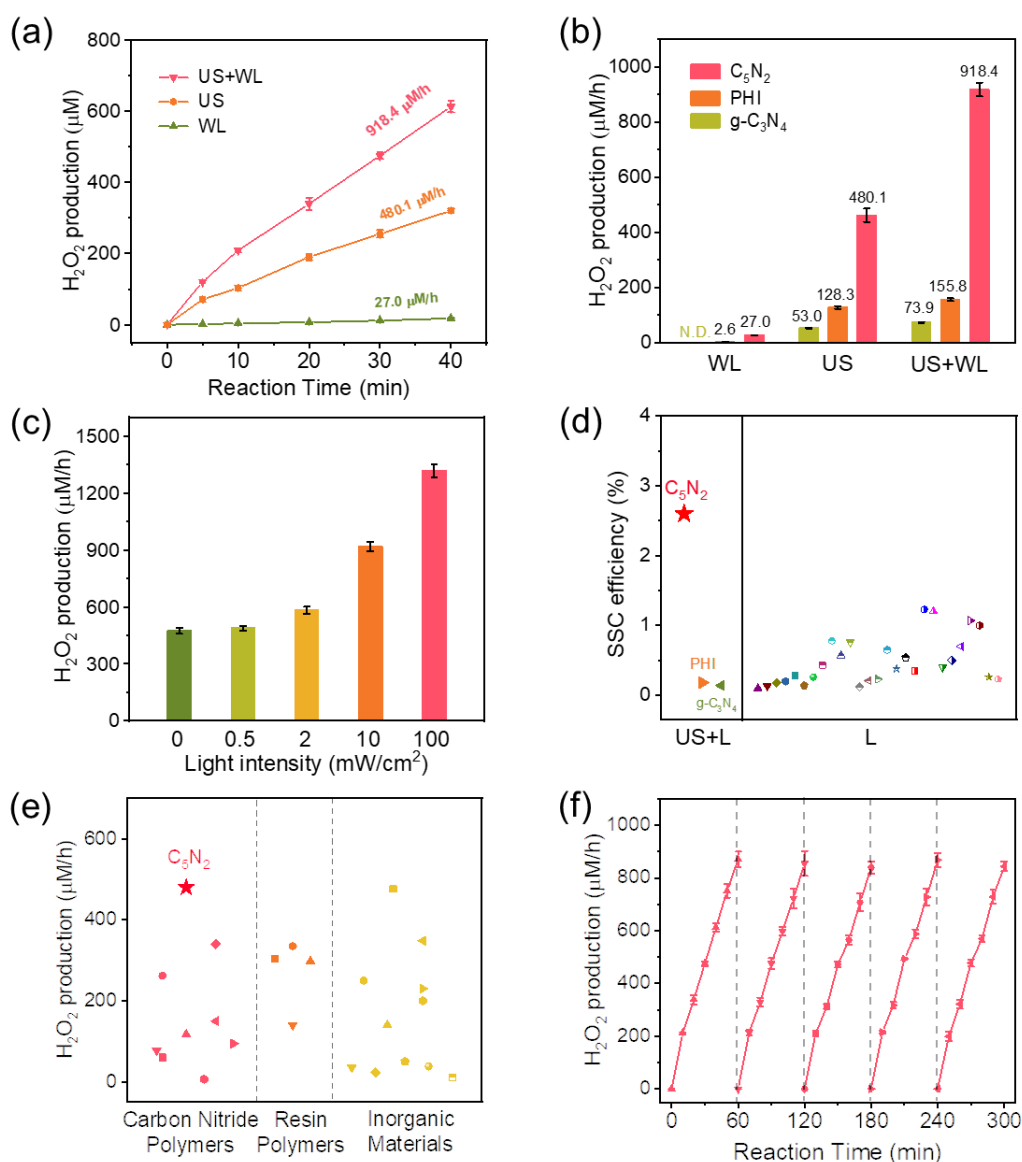 (a)
H₂O₂ production (μM)
800
600
400
200
0
US+WL
US
WL
918.4 μM/h
480.1 μM/h
27.0 μM/h
0 10 20 30 40
Reaction Time (min)
(b)
H₂O₂ production (μM/h)
1000
800
600
400
200
0
C₅N₂
PHI
g-C₃N₄
N.D. 2.6 27.0
53.0 128.3 480.1
73.9 155.8 918.4
WL US US+WL
(c)
H₂O₂ production (μM/h)
1500
1200
900
600
300
0
0 0.5 2 10 100
Light intensity (mW/cm²)
(d)
SSC efficiency (%)
4
3
2
1
0
C₅N₂
PHI
g-C₃N₄
US+L L
(e)
H₂O₂ production (μM/h)
600
400
200
0
C₅N₂
Carbon Nitride
Polymers
Resin
Polymers
Inorganic
Materials
(f)
H₂O₂ production (μM/h)
1000
800
600
400
200
0
0 60 120 180 240 300
Reaction Time (min)